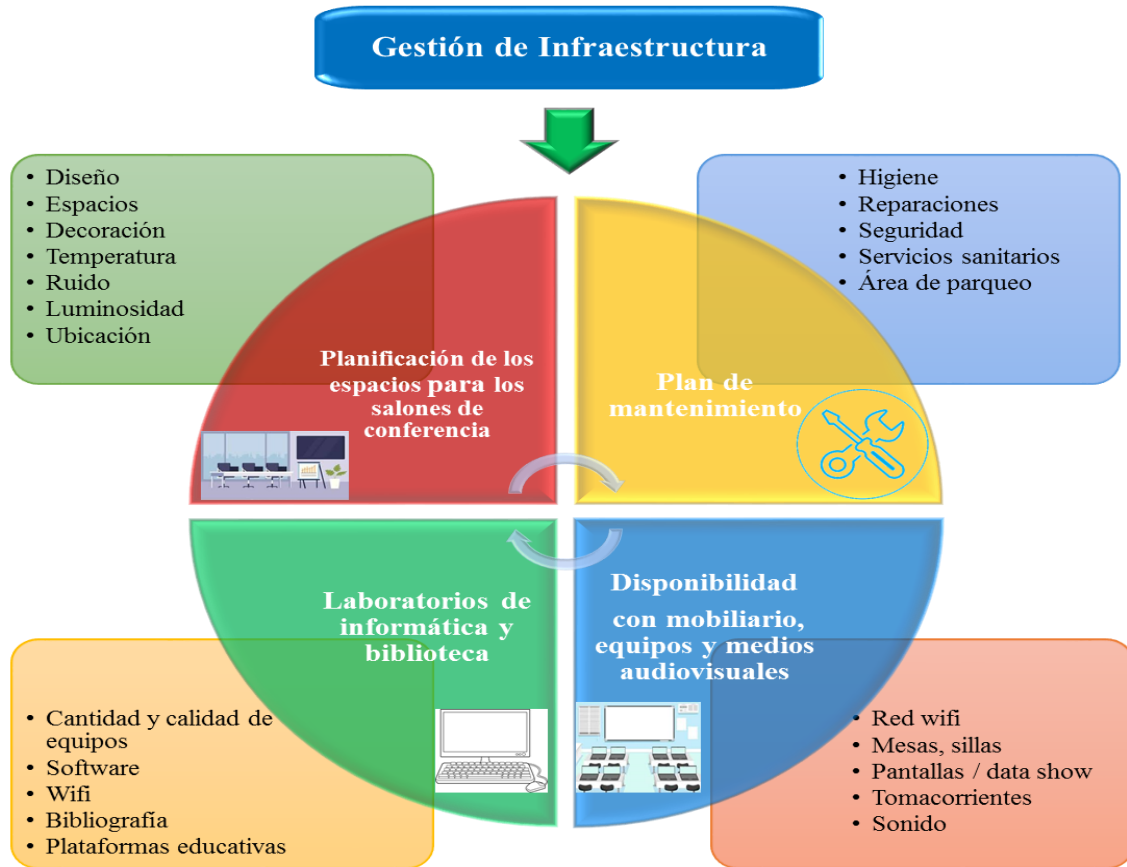 Gestión de Infraestructura
• Diseño
• Espacios
• Decoración
• Temperatura
• Ruido
• Luminosidad
• Ubicación
Planificación de los
espacios para los
salones de
conferencia
• Higiene
• Reparaciones
• Seguridad
• Servicios sanitarios
• Área de parqueo
Plan de
mantenimiento
Laboratorios de
informática y
biblioteca
• Cantidad y calidad de
equipos
• Software
• Wifi
• Bibliografía
• Plataformas educativas
Disponibilidad
con mobiliario,
equipos y medios
audiovisuales
• Red wifi
• Mesas, sillas
• Pantallas / data show
• Tomacorrientes
• Sonido